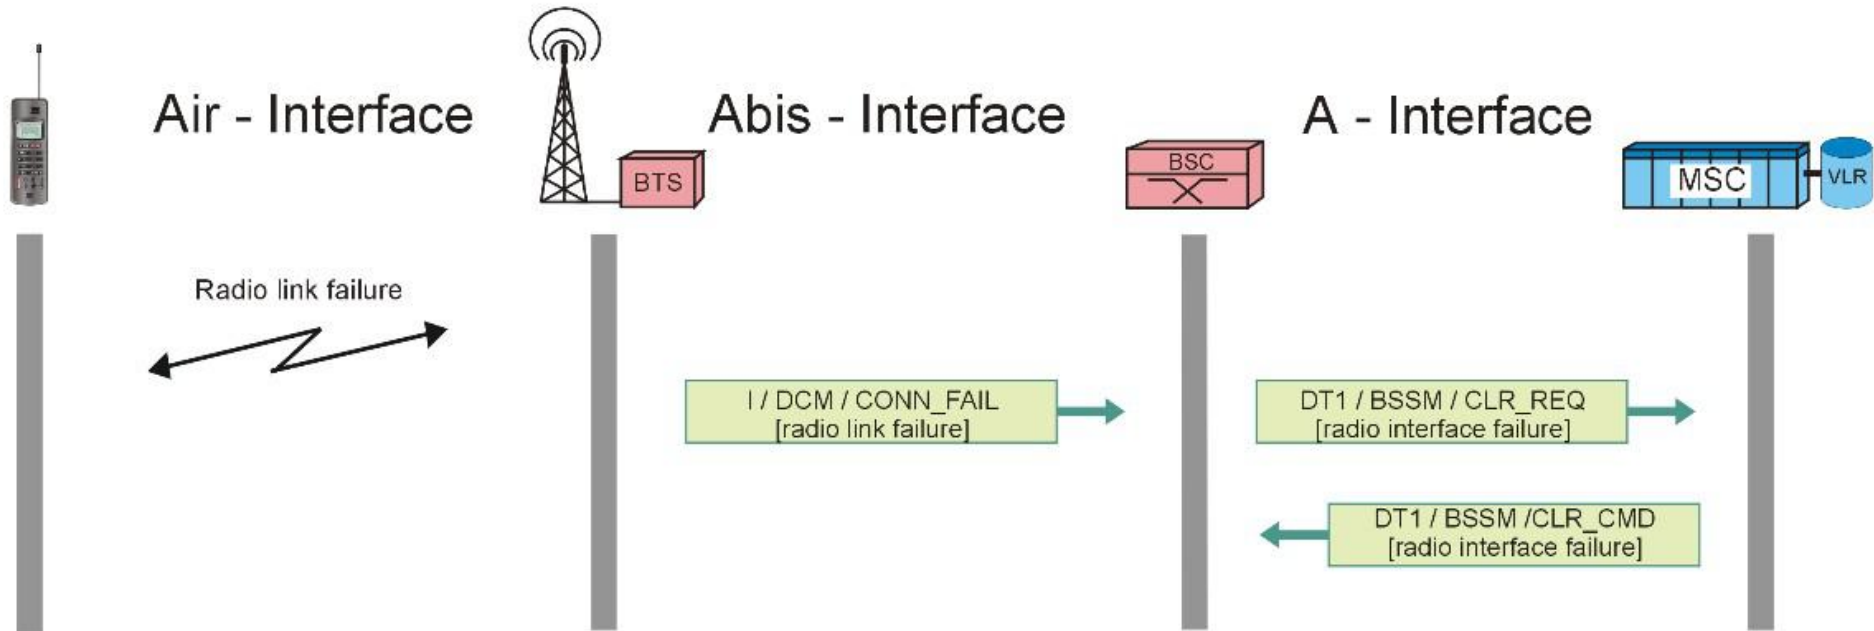 Air - Interface
Abis - Interface
A - Interface
BTS
BSC
MSC
VLR
Radio link failure
I / DCM / CONN_FAIL
[radio link failure]
DT1 / BSSM / CLR_REQ
[radio interface failure]
DT1 / BSSM /CLR_CMD
[radio interface failure]